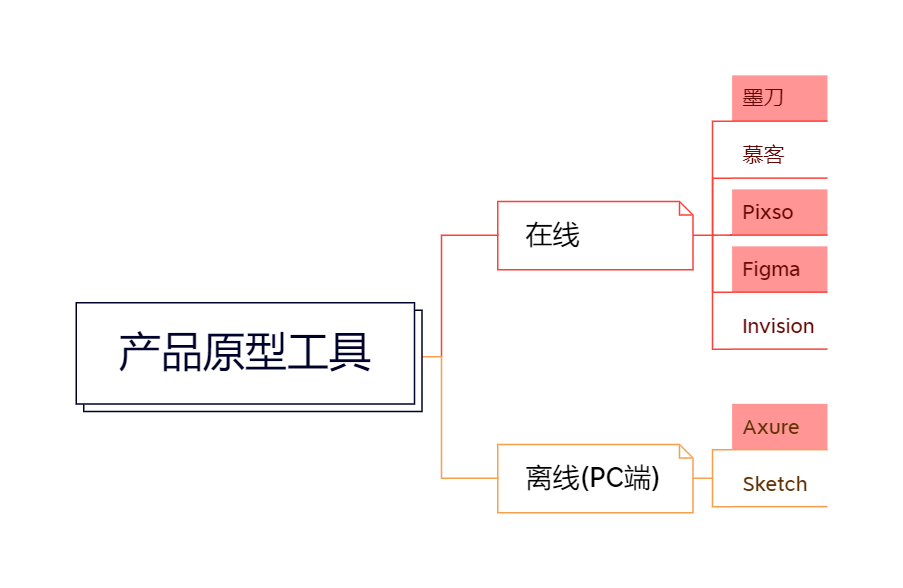 产品原型工具
在线
墨刀
慕客
Pixso
Figma
Invision
离线(PC端)
Axure
Sketch